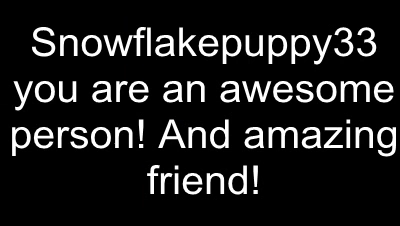 Snowflakepuppy33
you are an awesome
person! And amazing
friend!